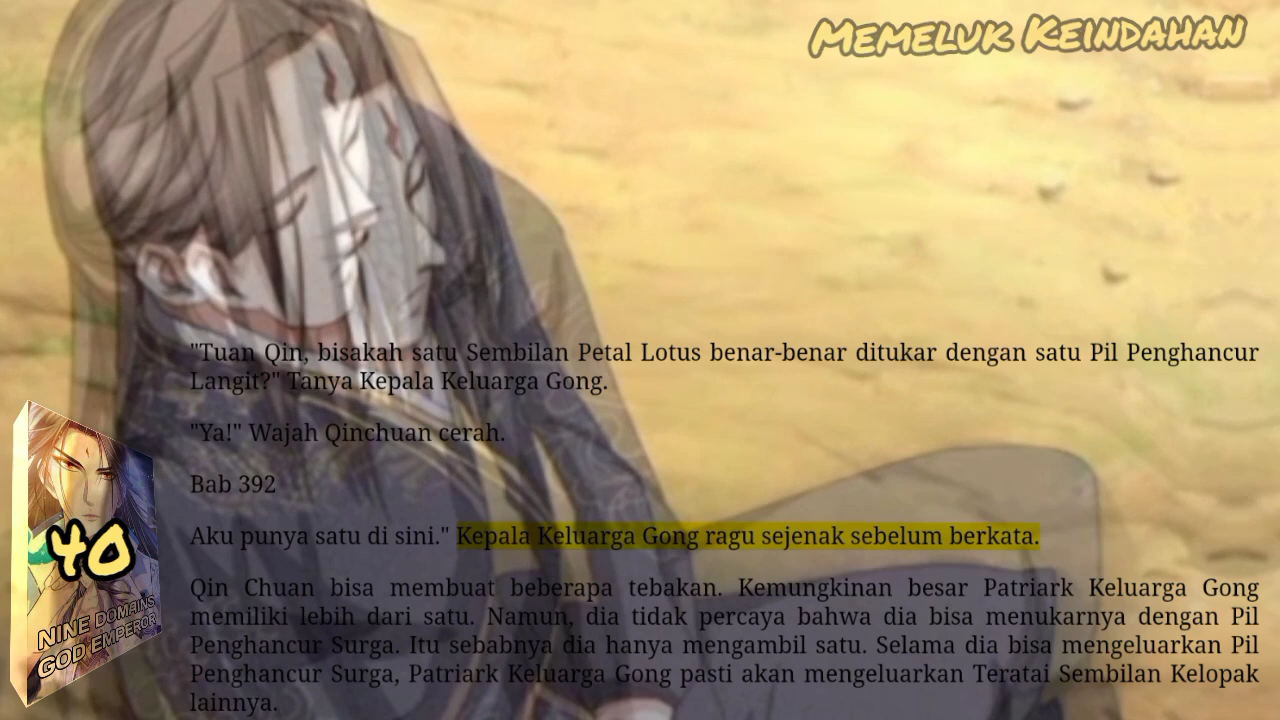 Memeluk Keindahan
"Tuan Qin, bisakah satu Sembilan Petal Lotus benar-benar ditukar dengan satu Pil Penghancur
Langit?" Tanya Kepala Keluarga Gong.
"Ya!" Wajah Qinchuan cerah.
Bab 392
Aku punya satu di sini." Kepala Keluarga Gong ragu sejenak sebelum berkata.
Qin Chuan bisa membuat beberapa tebakan. Kemungkinan besar Patriark Keluarga Gong
memiliki lebih dari satu. Namun, dia tidak percaya bahwa dia bisa menukarnya dengan Pil
Penghancur Surga. Itu sebabnya dia hanya mengambil satu. Selama dia bisa mengeluarkan Pil
Penghancur Surga, Patriark Keluarga Gong pasti akan mengeluarkan Teratai Sembilan Kelopak
lainnya.
40
NINE DOMAINS
GOD EMPEROR